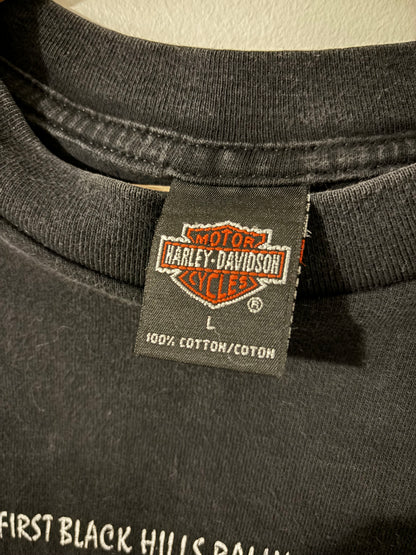 MOTOR
HARLEY-DAVIDSON
CYCLES
®
L
100% COTTON/COTON
FIRST BLACK HILLS